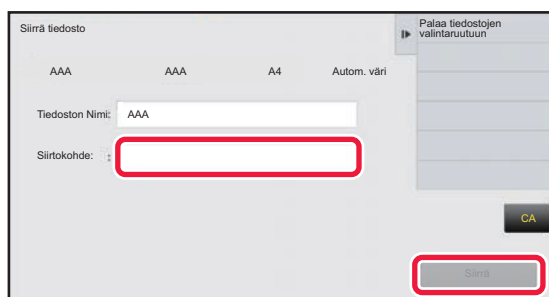 Siirrä tiedosto
Palaa tiedostojen
valintaruutuun
AAA AAA A4 Autom. väri
Tiedoston Nimi: AAA
Siirtokohde: :
CA
Siirrä